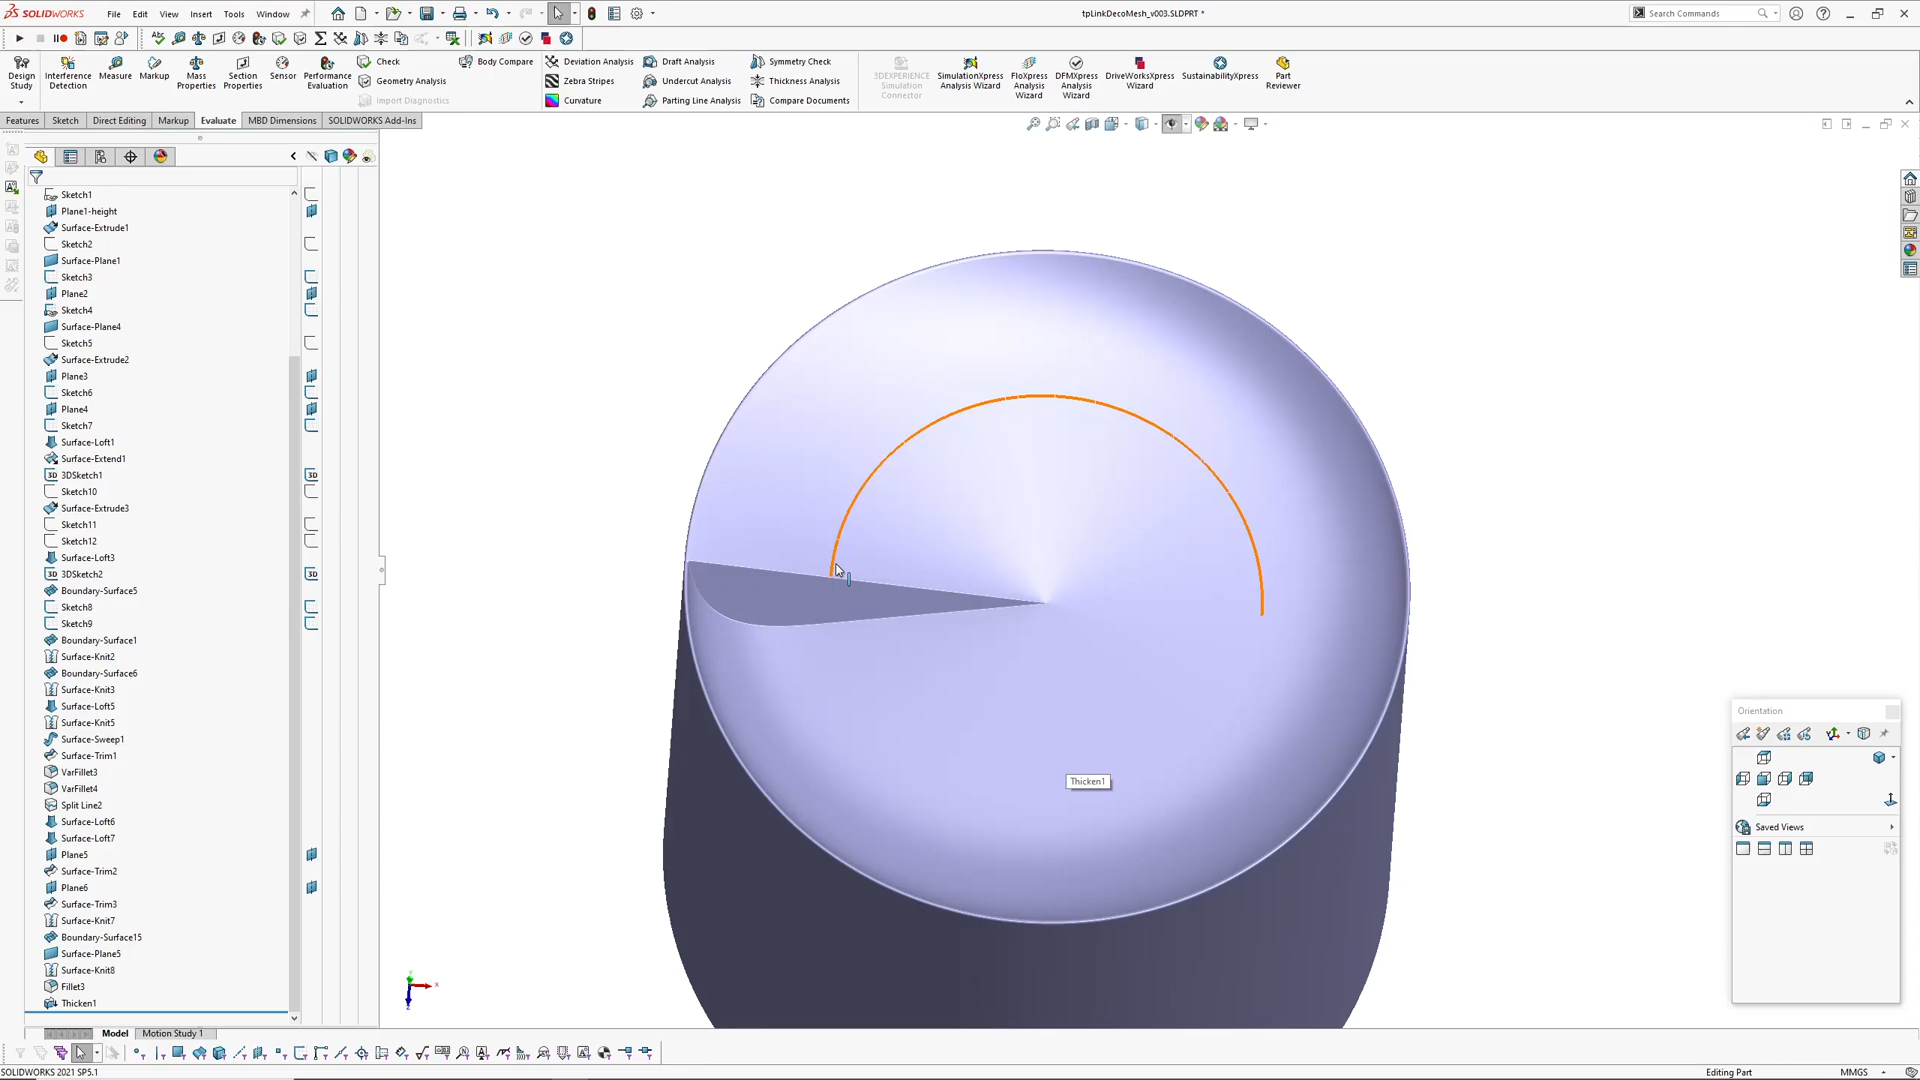 SOLIDWORKS
File
Edit
View
Insert
Tools
Window
tpLinkDecoMesh_v003.SLDPRT *
Search Commands
Design Study
Interference Detection
Measure
Markup
Mass Properties
Section Properties
Sensor
Performance Evaluation
Check
Geometry Analysis
Import Diagnostics
Body Compare
Deviation Analysis
Zebra Stripes
Curvature
Draft Analysis
Undercut Analysis
Parting Line Analysis
Symmetry Check
Thickness Analysis
Compare Documents
3DEXPERIENCE Simulation Connector
SimulationXpress Analysis Wizard
FloXpress Analysis Wizard
DFMXpress Analysis Wizard
DriveWorksXpress Wizard
SustainabilityXpress
Part Reviewer
Features
Sketch
Direct Editing
Markup
Evaluate
MBD Dimensions
SOLIDWORKS Add-Ins
Sketch1
Plane1-height
Surface-Extrude1
Sketch2
Surface-Plane1
Sketch3
Plane2
Sketch4
Surface-Plane4
Sketch5
Surface-Extrude2
Plane3
Sketch6
Plane4
Sketch7
Surface-Loft1
Surface-Extend1
3DSketch1
Sketch10
Surface-Extrude3
Sketch11
Sketch12
Surface-Loft3
3DSketch2
Boundary-Surface5
Sketch8
Sketch9
Boundary-Surface1
Surface-Knit2
Boundary-Surface6
Surface-Knit3
Surface-Loft5
Surface-Knit5
Surface-Sweep1
Surface-Trim1
VarFillet3
VarFillet4
Split Line2
Surface-Loft6
Surface-Loft7
Plane5
Surface-Trim2
Plane6
Surface-Trim3
Surface-Knit7
Boundary-Surface15
Surface-Plane5
Surface-Knit8
Fillet3
Thicken1
Thicken1
Orientation
Saved Views
Model
Motion Study 1
SOLIDWORKS 2021 SP5.1
Editing Part
MMGS